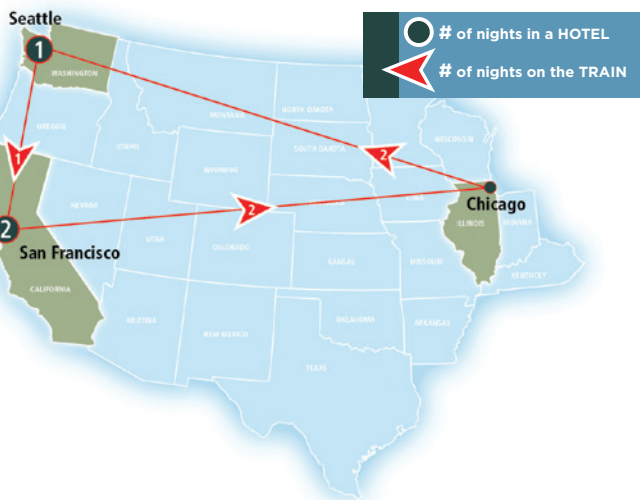 Seattle
# of nights in a HOTEL
# of nights on the TRAIN
1
WASHINGTON
OREGON
IDAHO
MONTANA
NORTH DAKOTA
SOUTH DAKOTA
WISCONSIN
WYOMING
1
2
2
2
NEVADA
UTAH
COLORADO
IOWA
Chicago
ILLINOIS
INDIANA
San Francisco
KANSAS
MISSOURI
KENTUCKY
CALIFORNIA
ARIZONA
NEW MEXICO
OKLAHOMA
ARKANSAS
TEXAS